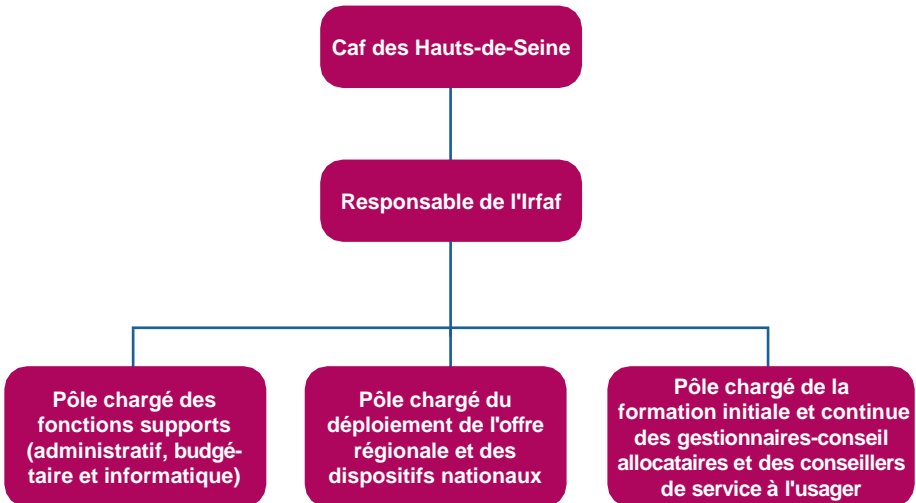 Caf des Hauts-de-Seine
Responsable de l'Irfaf
Pôle chargé des
fonctions supports
(administratif, budgé-
taire et informatique)
Pôle chargé du
déploiement de l'offre
régionale et des
dispositifs nationaux
Pôle chargé de la
formation initiale et continue
des gestionnaires-conseil
allocataires et des conseillers
de service à l'usager